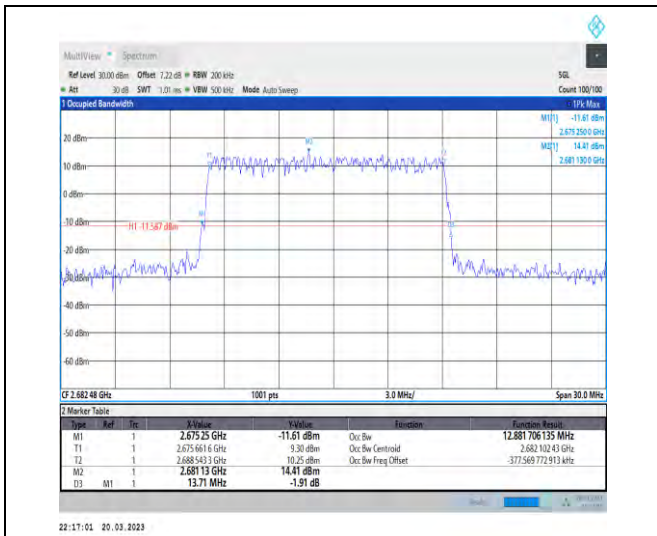 MultiView Spectrum
Ref Level 30.00 dBm Offset 7.22 dB RBW 200 kHz SGL
Att 30 dB SWT 1.01 ms VBW 500 kHz Mode Auto Sweep Count 100/100
1 Occupied Bandwidth 1Pk Max
M1[1] -11.61 dBm
2.675 250 0 GHz
M2[1] 14.41 dBm
2.681 130 0 GHz
20 dBm
10 dBm
0 dBm
-10 dBm
H1 -11.587 dBm
-20 dBm
-30 dBm
-40 dBm
-50 dBm
-60 dBm
CF 2.682 48 GHz 1001 pts 3.0 MHz/ Span 30.0 MHz
2 Marker Table
Type Ref Trc X-Value Y-Value Function Function Result
M1 1 2.675 25 GHz -11.61 dBm Occ Bw 12.881 706 135 MHz
T1 1 2.675 661 6 GHz 9.30 dBm Occ Bw Centroid 2.682 102 43 GHz
T2 1 2.688 543 3 GHz 10.25 dBm Occ Bw Freq Offset -377.569 772 913 kHz
M2 1 2.681 13 GHz 14.41 dBm
D3 M1 1 13.71 MHz -1.91 dB
22:17:01 20.03.2023